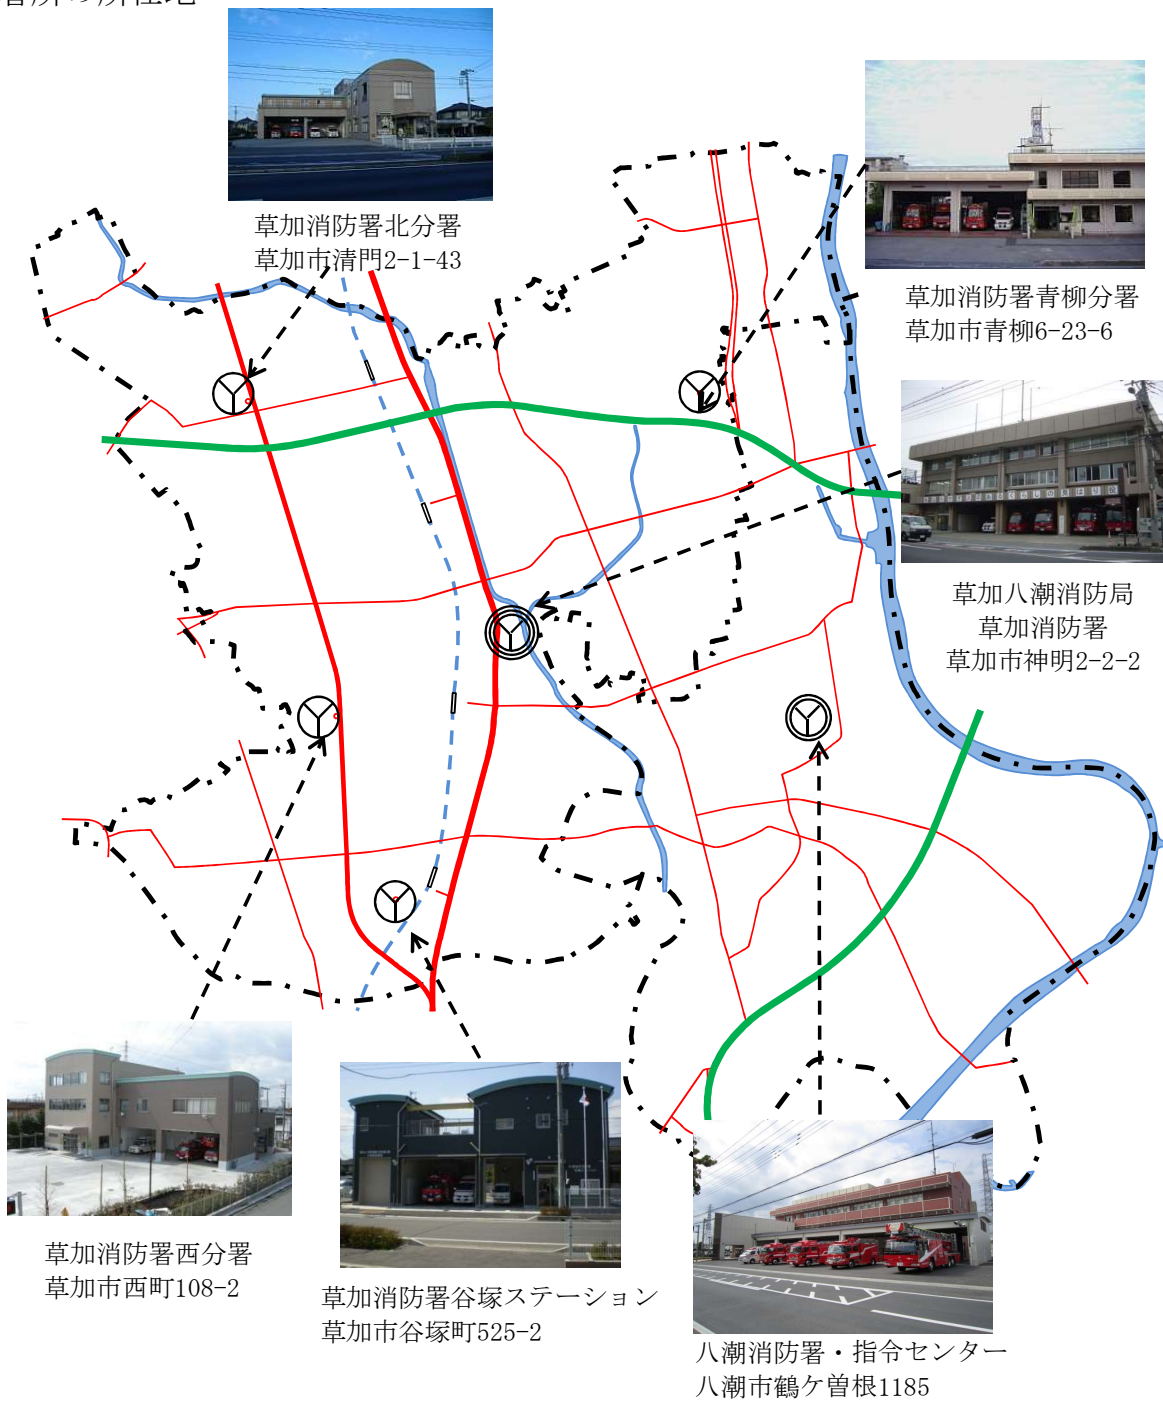 署所の所在地
草加消防署北分署
草加市清門2-1-43
草加消防署青柳分署
草加市青柳6-23-6
草加八潮消防局
草加消防署
草加市神明2-2-2
草加消防署西分署
草加市西町108-2
草加消防署谷塚ステーション
草加市谷塚町525-2
八潮消防署・指令センター
八潮市鶴ケ曽根1185